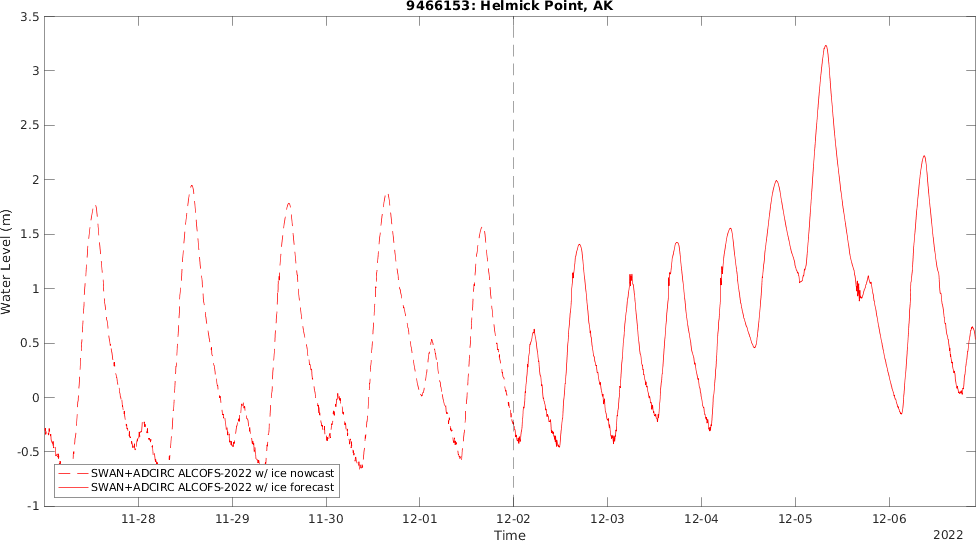 9466153: Helmick Point, AK
3.5
3
2.5
2
1.5
1
0.5
0
-0.5
-1
Water Level (m)
SWAN+ADCIRC ALCOFS-2022 w/ ice nowcast
SWAN+ADCIRC ALCOFS-2022 w/ ice forecast
11-28 11-29 11-30 12-01 12-02 12-03 12-04 12-05 12-06
Time
2022